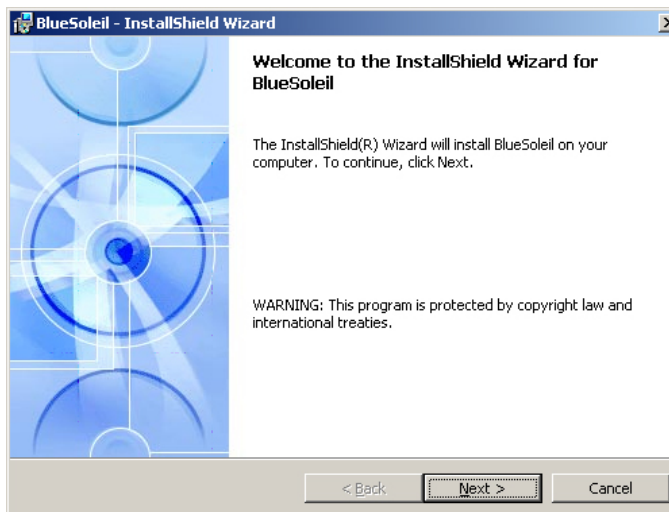 BlueSoleil - InstallShield Wizard
Welcome to the InstallShield Wizard for
BlueSoleil
The InstallShield(R) Wizard will install BlueSoleil on your
computer. To continue, click Next.
WARNING: This program is protected by copyright law and
international treaties.
< Back Next > Cancel